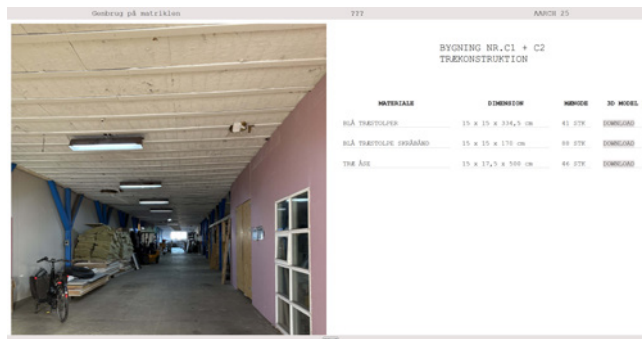 Genbrug på matriklen
???
MARCH 25
BYGNING NR.C1 + C2
TRÆKONSTRUKTION
MATERIALE DIMENSION MÆNGDE 3D MODEL
BLÅ TRÆSTOLPER 15 x 15 x 334,5 cm 41 STK DOWNLOAD
BLÅ TRÆSTOLPE SKRÅBÅND 15 x 15 x 170 cm STK DOWNLOAD
TRÆ ÅSE 15 x 17,5 x 500 cm 46 STK DOWNLOAD